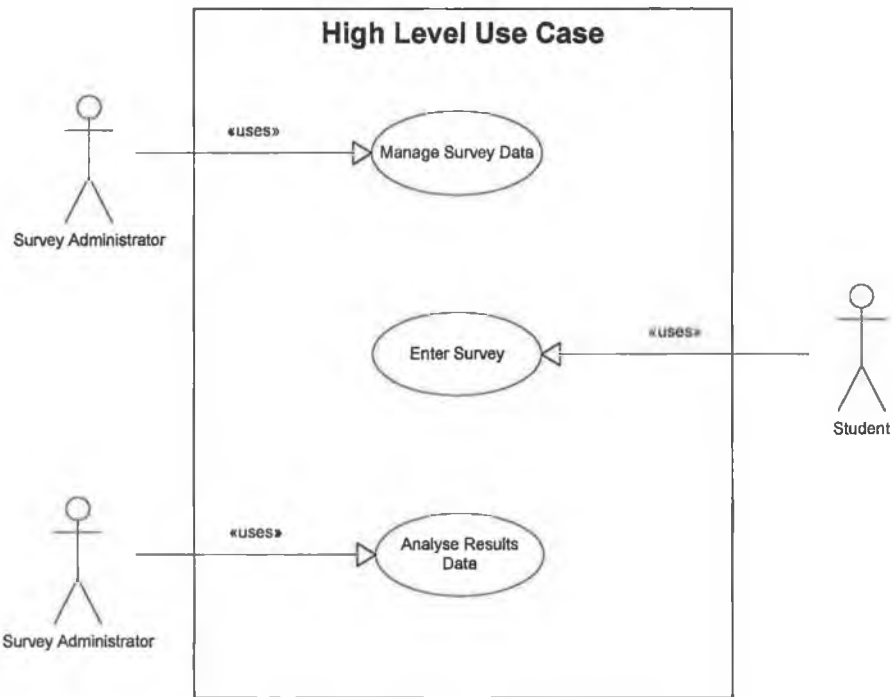 High Level Use Case
«uses»
Manage Survey Data
Survey Administrator
Enter Survey
«uses»
Student
«uses»
Analyse Results
Data
Survey Administrator